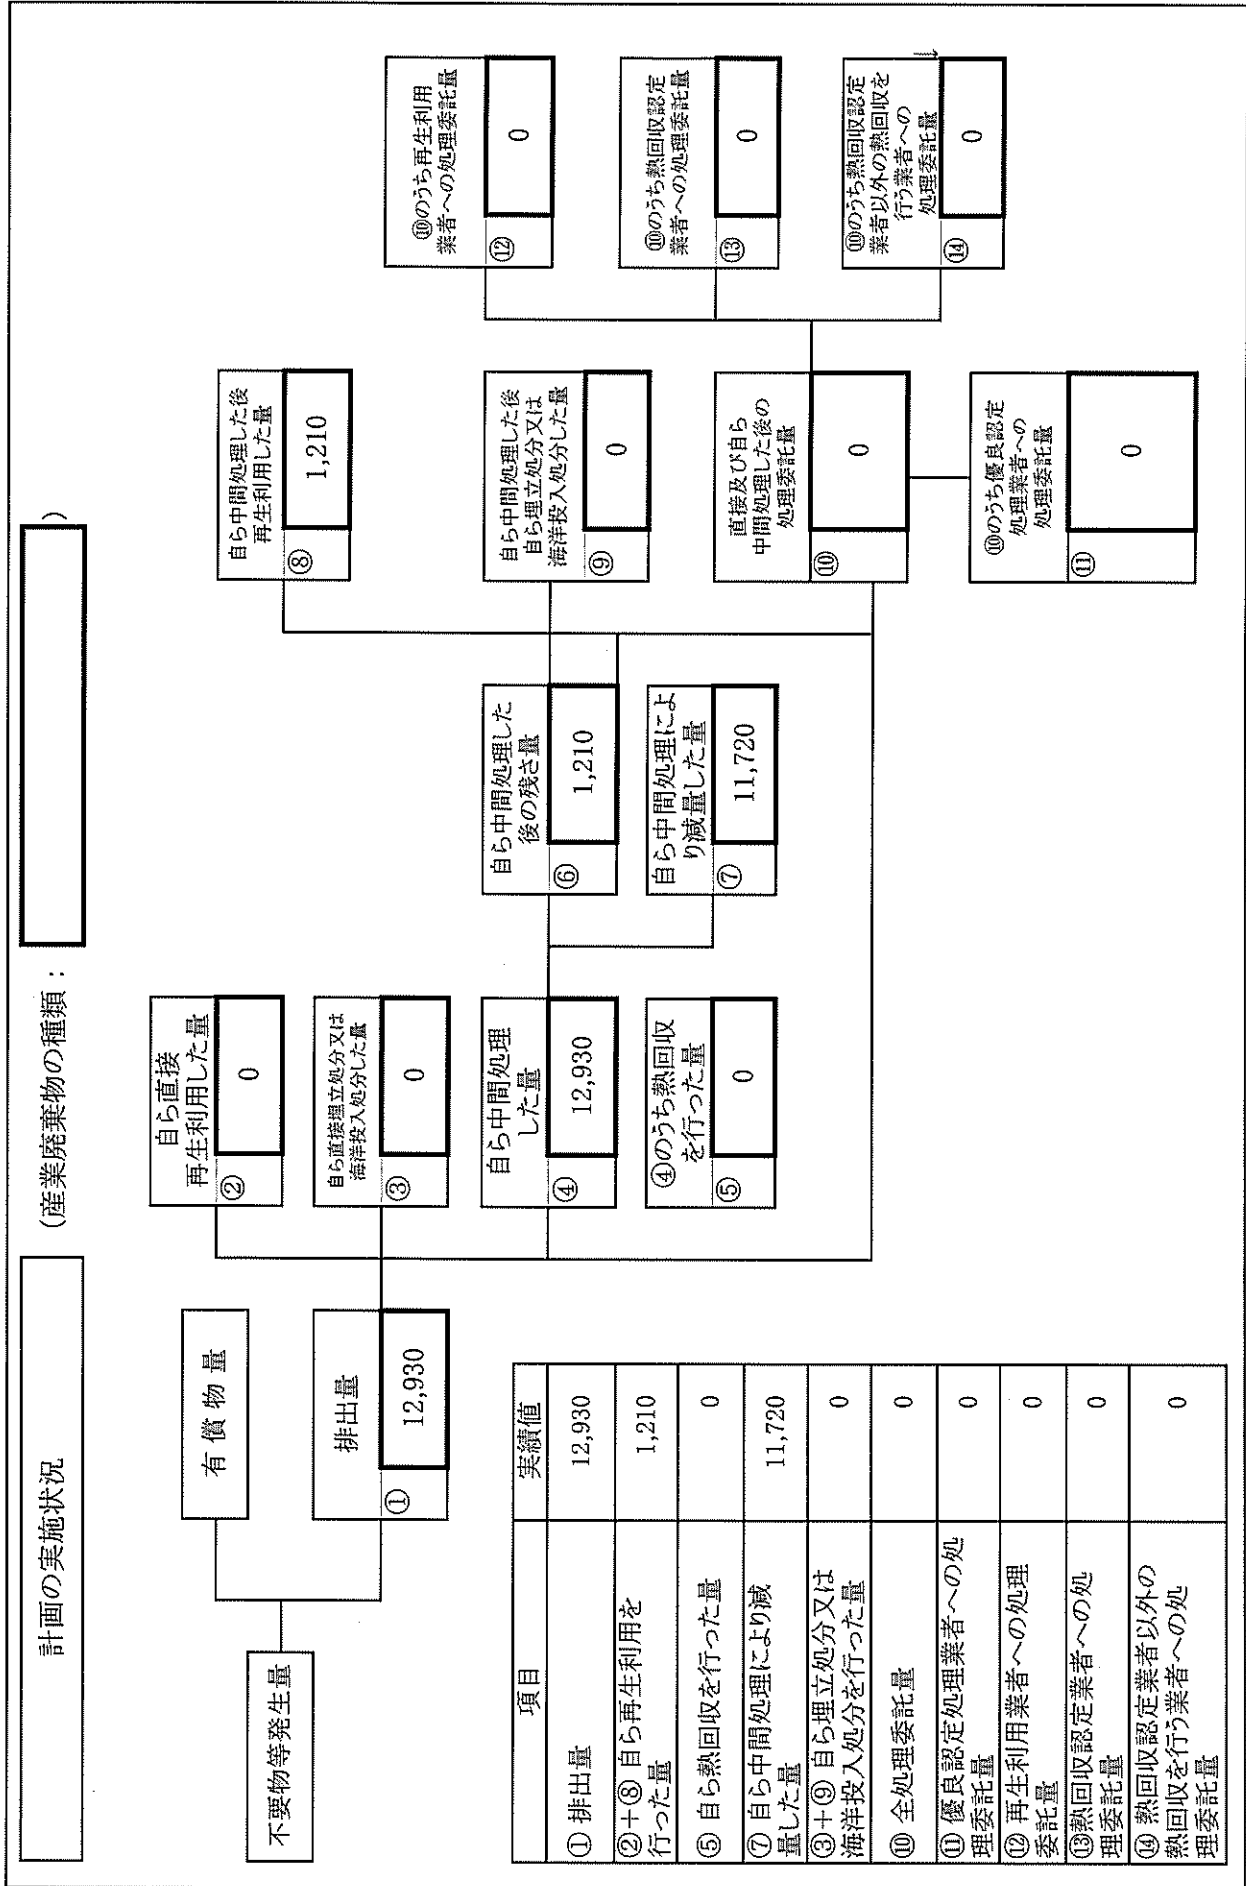 計画の実施状況
(産業廃棄物の種類：
)
不要物等発生量
有償物量
排出量
①
12,930
自ら直接
再生利用した量
②
0
自ら直接埋立処分又は
海洋投入処分した量
③
0
自ら中間処理
した量
④
12,930
④のうち熱回収
を行った量
⑤
0
自ら中間処理した
後の残さ量
⑥
1,210
自ら中間処理によ
り減量した量
⑦
11,720
自ら中間処理した後
再生利用した量
⑧
1,210
自ら中間処理した後
自ら埋立処分又は
海洋投入処分した量
⑨
0
直接及び自ら
中間処理した後の
処理委託量
⑩
0
⑩のうち優良認定
処理業者への
処理委託量
⑪
0
⑩のうち再生利用
業者への処理委託量
⑫
0
⑩のうち熱回収認定
業者への処理委託量
⑬
0
⑩のうち熱回収認定
業者以外の熱回収を
行う業者への
処理委託量
⑭
0
項目 実績値
① 排出量 12,930
②+⑧ 自ら再生利用を
行った量 1,210
⑤ 自ら熱回収を行った量 0
⑦ 自ら中間処理により減
量した量 11,720
③+⑨ 自ら埋立処分又は
海洋投入処分を行った量 0
⑩ 全処理委託量 0
⑪ 優良認定処理業者への処
理委託量 0
⑫ 再生利用業者への処理
委託量 0
⑬熱回収認定業者への処
理委託量 0
⑭ 熱回収認定業者以外の
熱回収を行う業者への処
理委託量 0